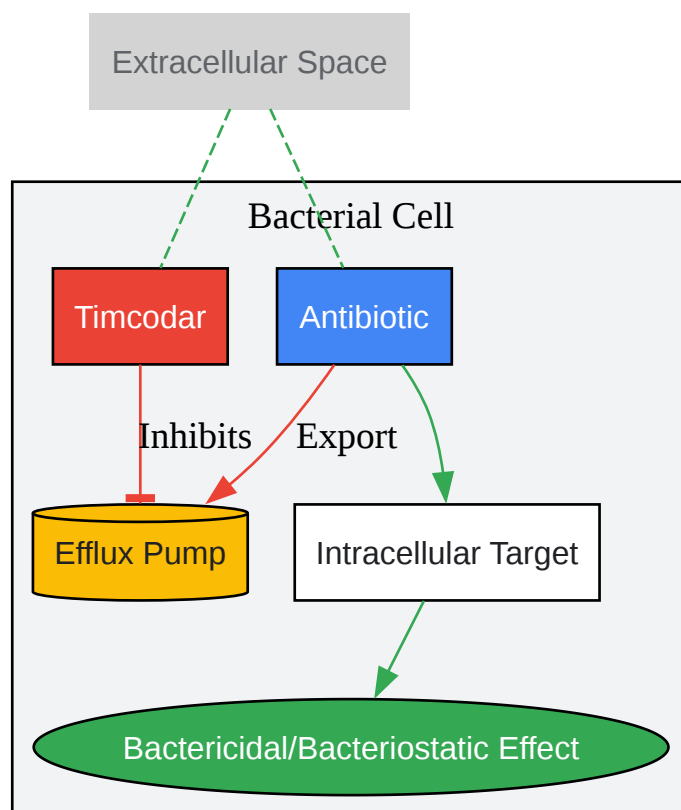 Extracellular Space
Bacterial Cell
Timcodar
Antibiotic
Inhibits
Export
Efflux Pump
Intracellular Target
Bactericidal/Bacteriostatic Effect